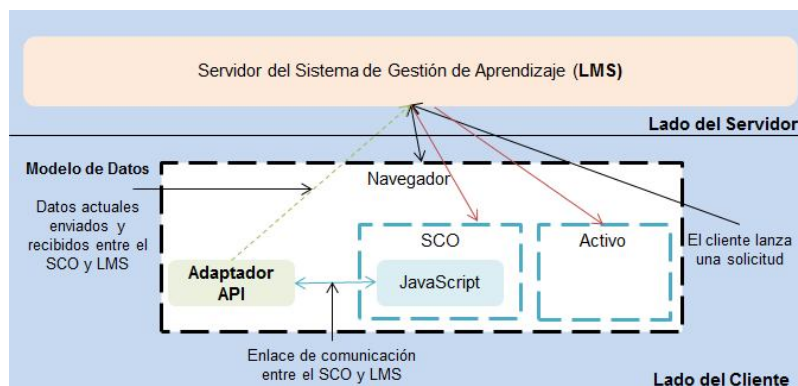 Servidor del Sistema de Gestión de Aprendizaje (LMS)
Lado del Servidor
Modelo de Datos
Navegador
Datos actuales
enviados y
recibidos entre el
SCO y LMS
SCO
Activo
El cliente lanza
una solicitud
Adaptador
API
JavaScript
Enlace de comunicación
entre el SCO y LMS
Lado del Cliente